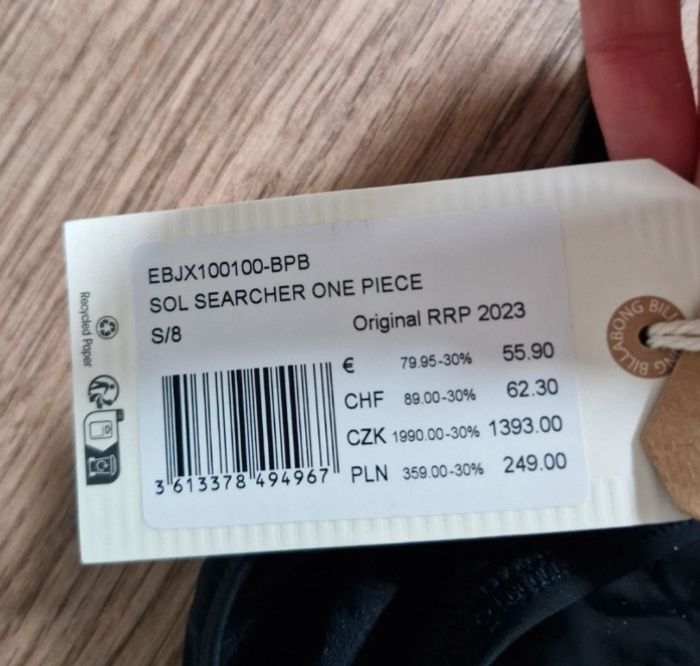 EBJX100100-BPB
SOL SEARCHER ONE PIECE
S/8
Original RRP 2023
€ 79.95-30% 55.90
CHF 89.00-30% 62.30
CZK 1990.00-30% 1393.00
PLN 359.00-30% 249.00
3 613378 494967
Recycled Paper
BILLABONG BILLABONG